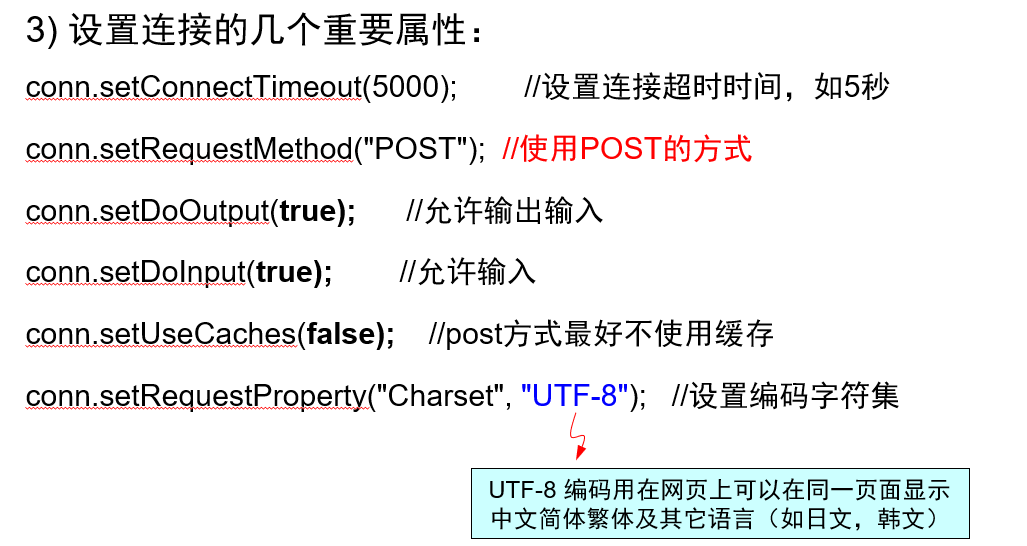 3) 设置连接的几个重要属性：
conn.setConnectTimeout(5000); //设置连接超时时间，如5秒
conn.setRequestMethod("POST"); //使用POST的方式
conn.setDoOutput(true); //允许输出输入
conn.setDoInput(true); //允许输入
conn.setUseCaches(false); //post方式最好不使用缓存
conn.setRequestProperty("Charset", "UTF-8"); //设置编码字符集
UTF-8 编码用在网页上可以在同一页面显示
中文简体繁体及其它语言（如日文，韩文）